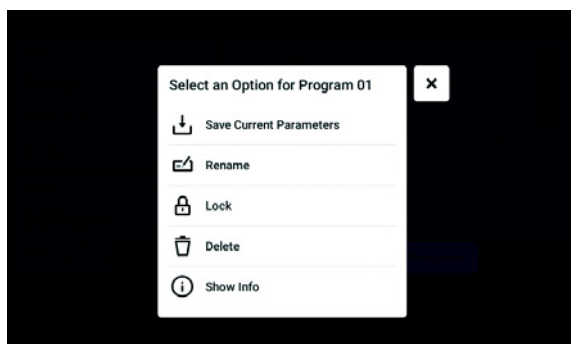 Select an Option for Program 01
Save Current Parameters
Rename
Lock
Delete
Show Info